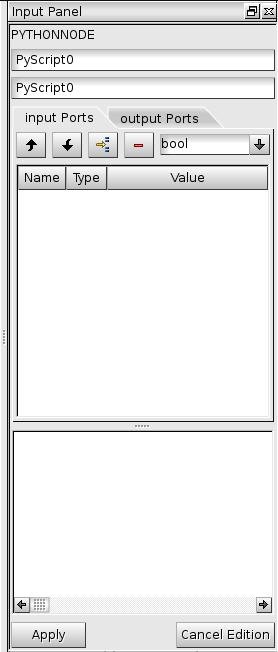 Input Panel
PYTHONNODE
PyScript0
PyScript0
input Ports output Ports
bool
Name Type Value
Apply Cancel Edition